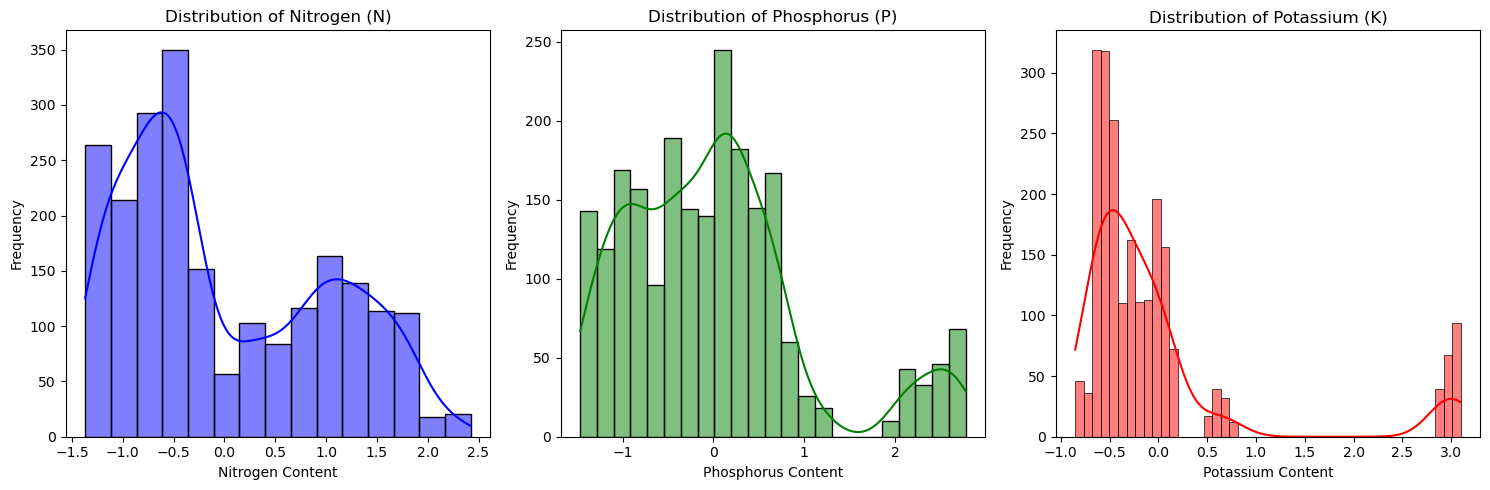 Distribution of Nitrogen (N)
350
300
250
200
150
100
50
0
Frequency
−1.5 −1.0 −0.5 0.0 0.5 1.0 1.5 2.0 2.5
Nitrogen Content
Distribution of Phosphorus (P)
250
200
150
100
50
0
Frequency
−1 0 1 2
Phosphorus Content
Distribution of Potassium (K)
300
250
200
150
100
50
0
Frequency
−1.0 −0.5 0.0 0.5 1.0 1.5 2.0 2.5 3.0
Potassium Content